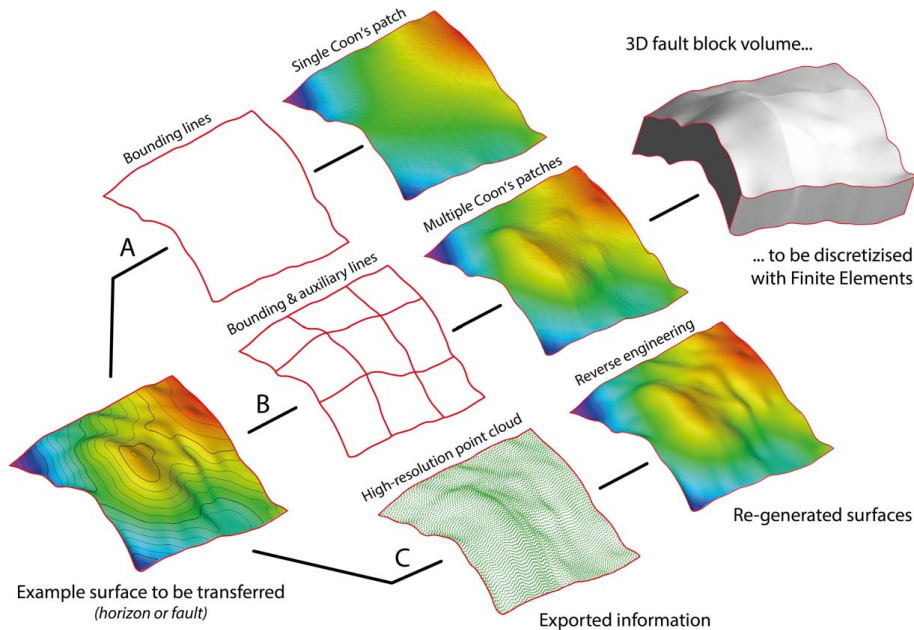 Single Coon's patch
3D fault block volume...
Bounding lines
Multiple Coon's patches
A
... to be discretizised
with Finite Elements
Bounding & auxiliary lines
Reverse engineering
B
High-resolution point cloud
Re-generated surfaces
C
Example surface to be transferred
(horizon or fault)
Exported information